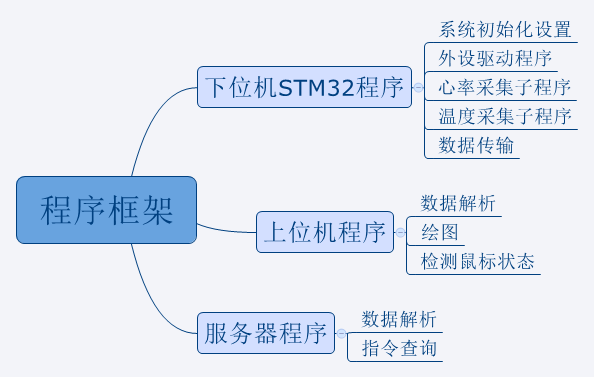 程序框架
下位机STM32程序
系统初始化设置
外设驱动程序
心率采集子程序
温度采集子程序
数据传输
上位机程序
数据解析
绘图
检测鼠标状态
服务器程序
数据解析
指令查询